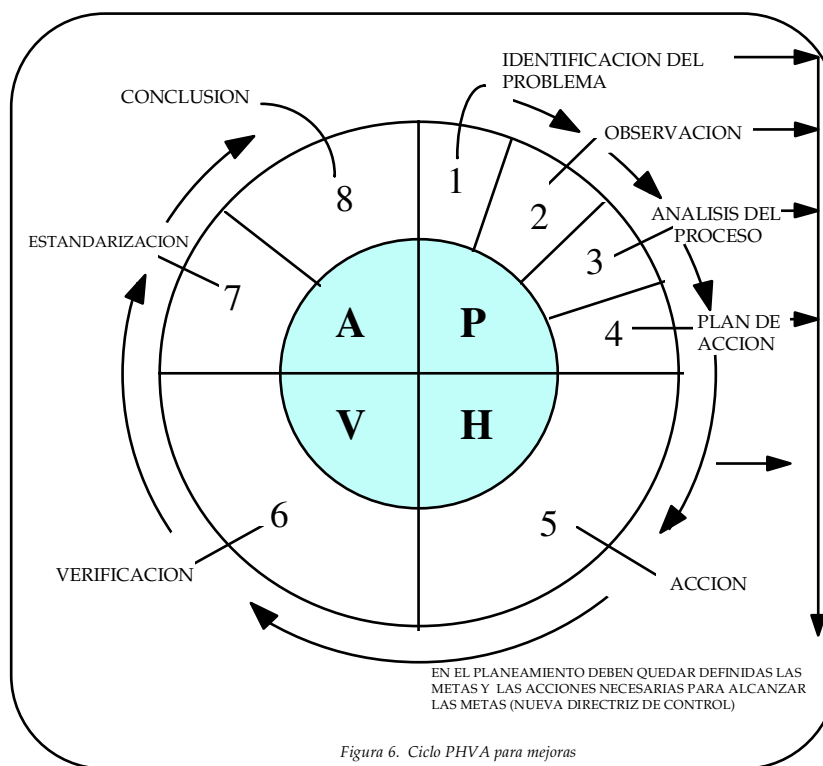 IDENTIFICACION DEL
PROBLEMA
CONCLUSION
OBSERVACION
1
8
2
ANALISIS DEL
PROCESO
ESTANDARIZACION
3
7
A
P
4
PLAN DE
ACCION
V
H
6
5
VERIFICACION
ACCION
EN EL PLANEAMIENTO DEBEN QUEDAR DEFINIDAS LAS
METAS Y LAS ACCIONES NECESARIAS PARA ALCANZAR
LAS METAS (NUEVA DIRECTRIZ DE CONTROL)
Figura 6. Ciclo PHVA para mejoras